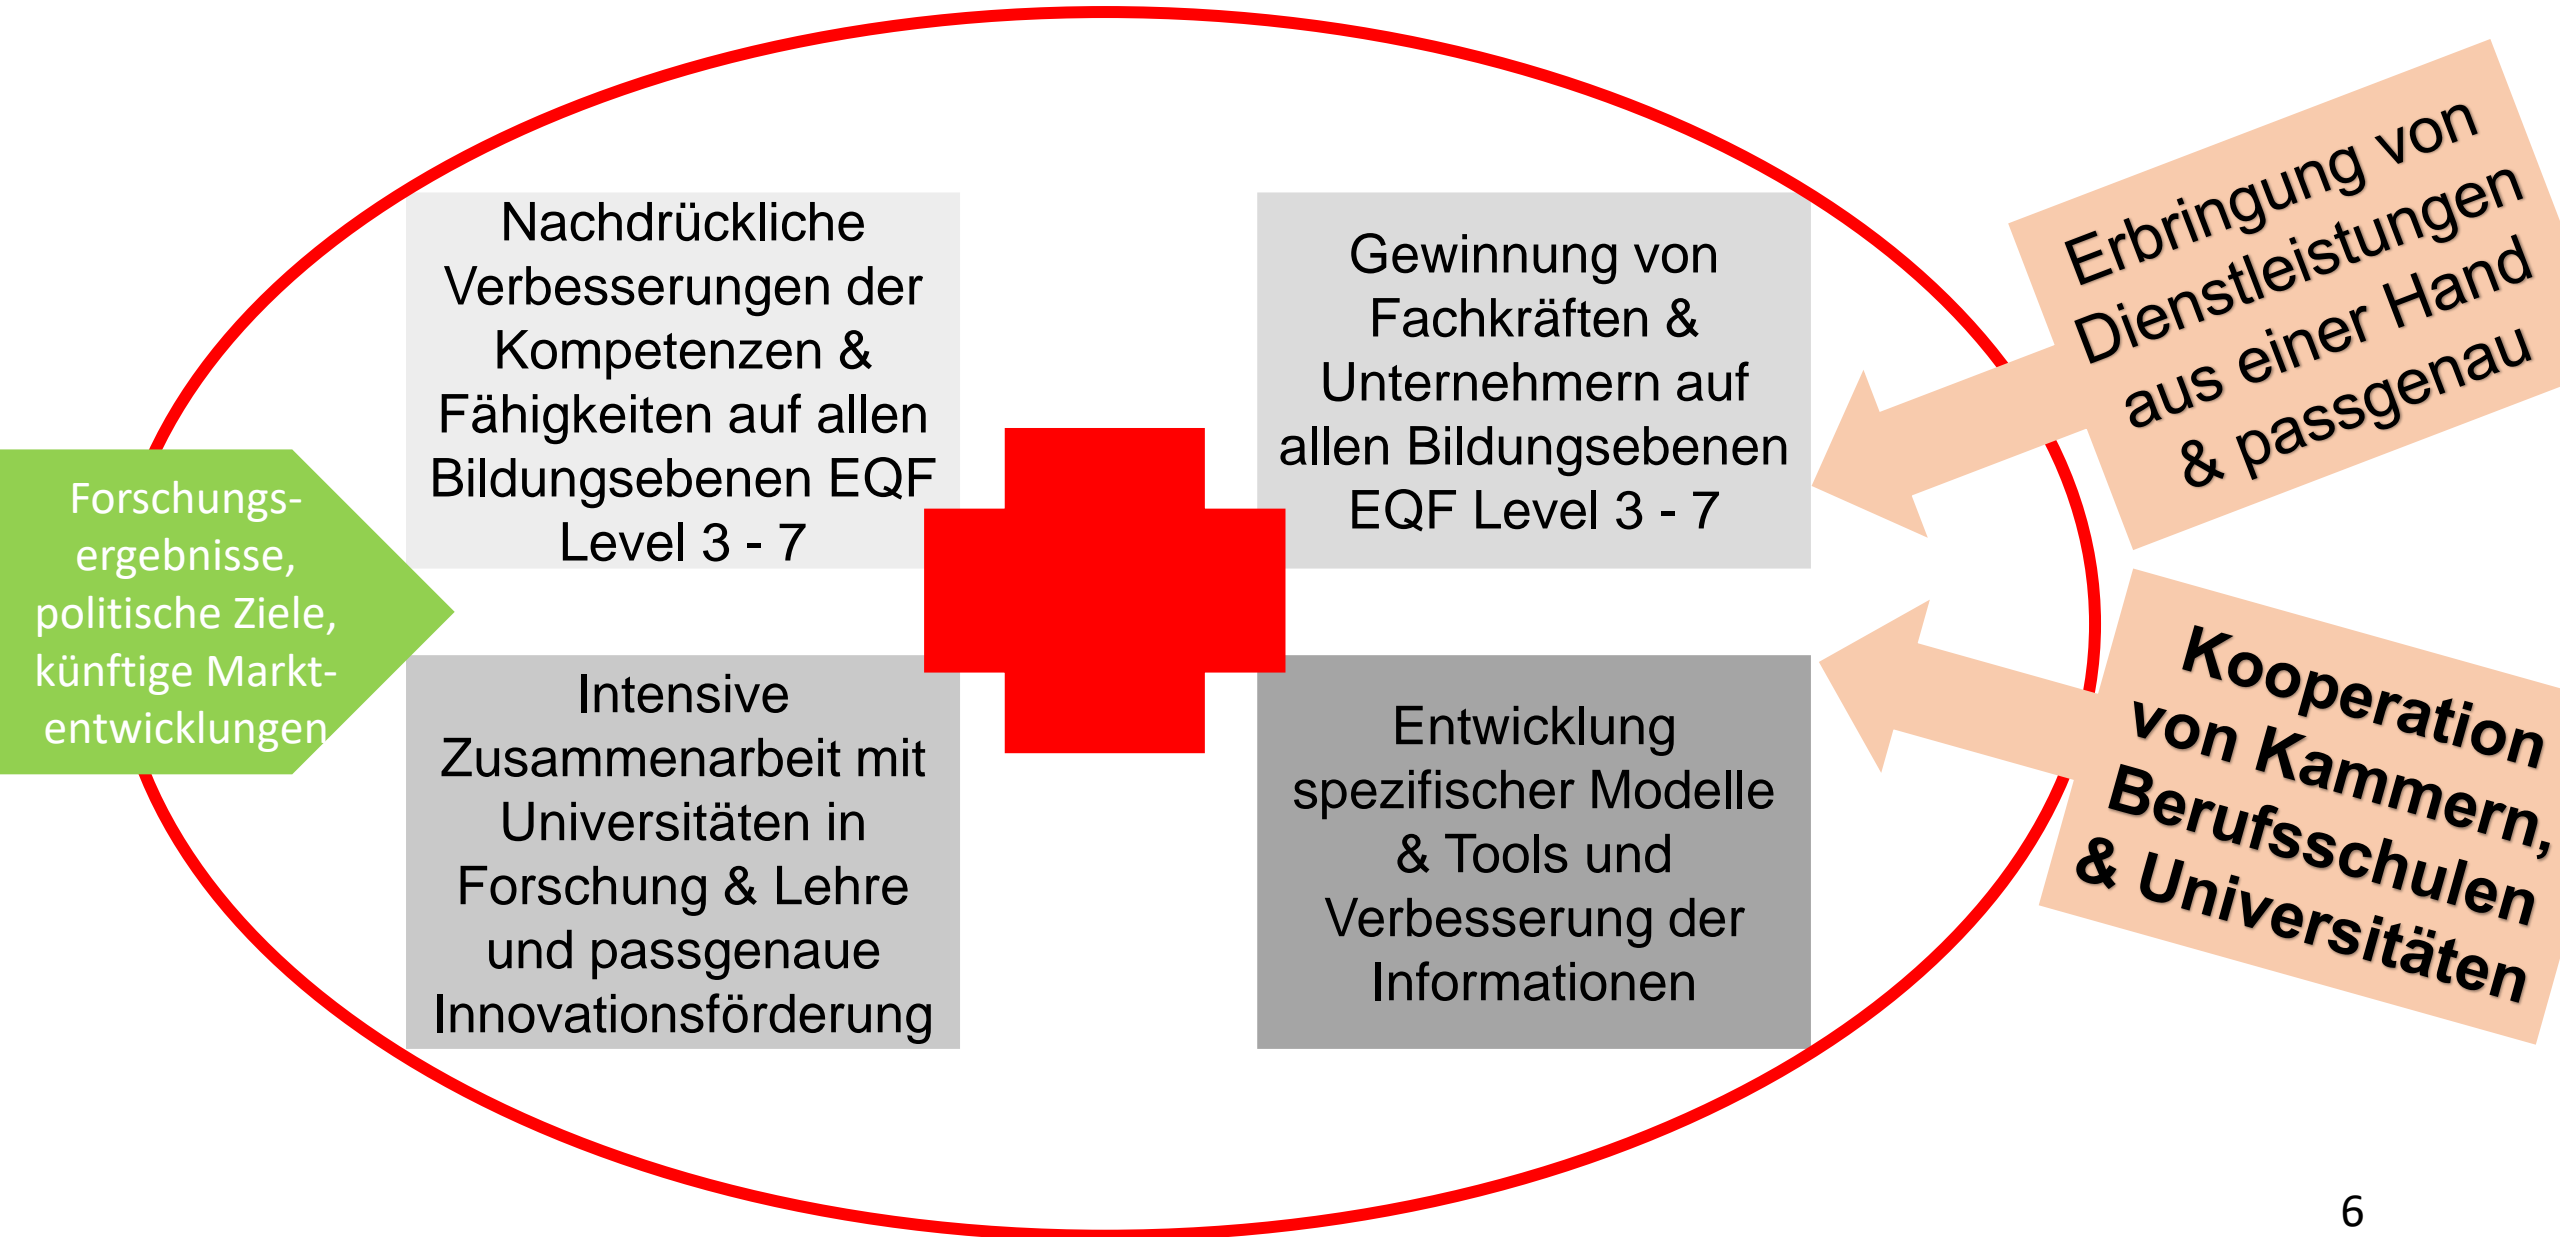 Forschungs-
ergebnisse,
politische Ziele,
künftige Markt-
entwicklungen
Nachdrückliche
Verbesserungen der
Kompetenzen &
Fähigkeiten auf allen
Bildungsebenen EQF
Level 3 - 7
Gewinnung von
Fachkräften &
Unternehmern auf
allen Bildungsebenen
EQF Level 3 - 7
Intensive
Zusammenarbeit mit
Universitäten in
Forschung & Lehre
und passgenaue
Innovationsförderung
Entwicklung
spezifischer Modelle
& Tools und
Verbesserung der
Informationen
Erbringung von
Dienstleistungen
aus einer Hand
& passgenau
Kooperation
von Kammern,
Berufsschulen
& Universitäten
6